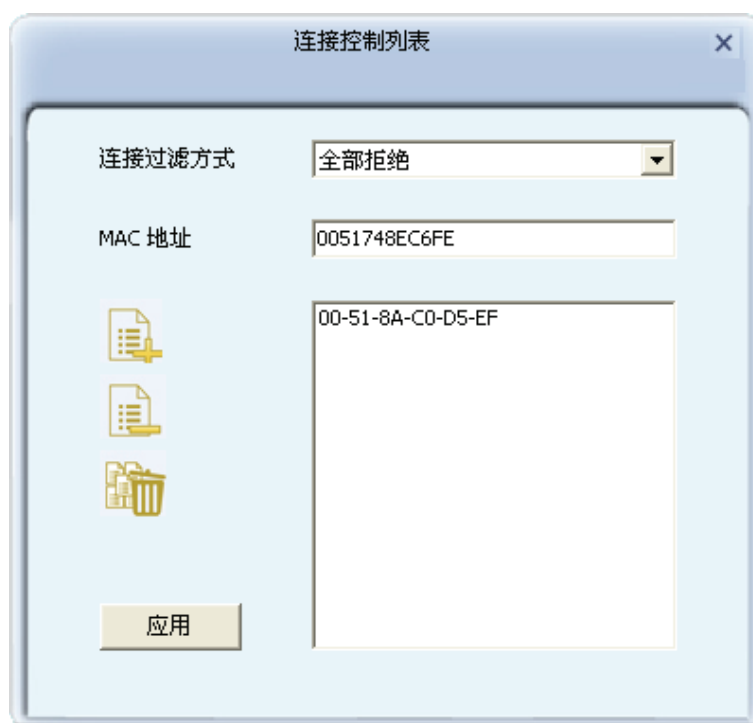 连接控制列表
连接过滤方式 全部拒绝
MAC 地址 0051748EC6FE
00-51-8A-C0-D5-EF
应用